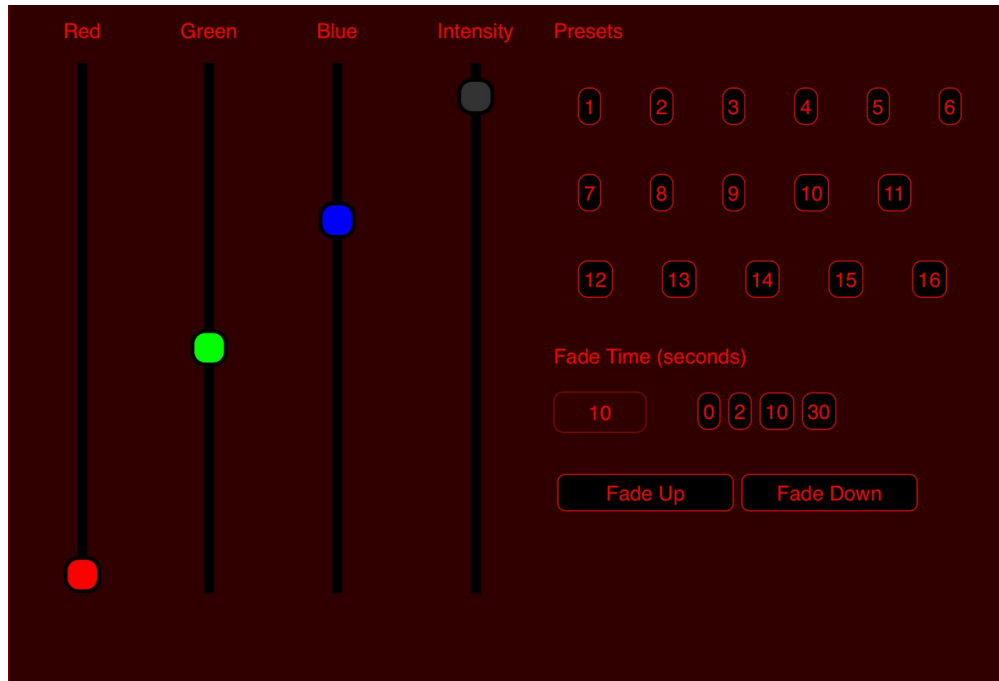 Red Green Blue Intensity Presets
1 2 3 4 5 6
7 8 9 10 11
12 13 14 15 16
Fade Time (seconds)
10 0 2 10 30
Fade Up Fade Down